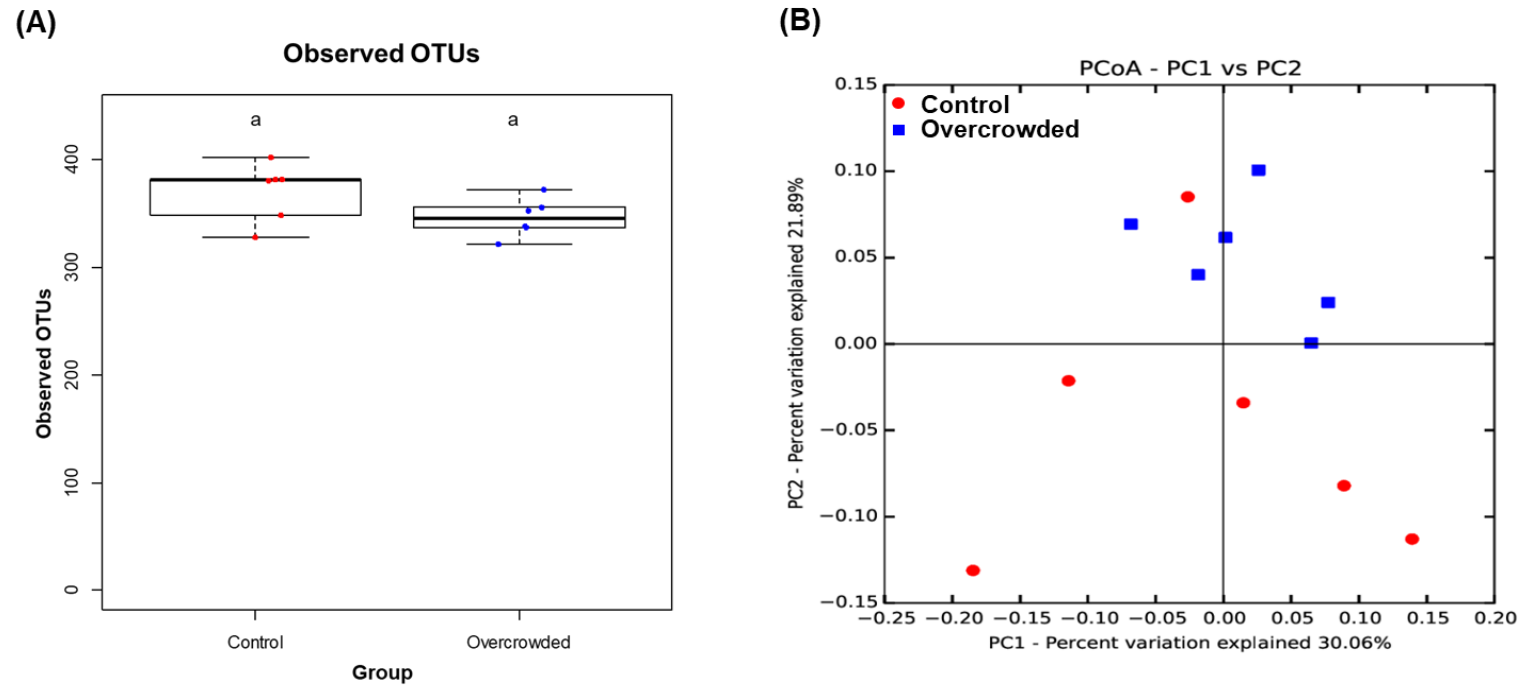 (A)
Observed OTUs
a a
400
300
200
100
0
Observed OTUs
Control Overcrowded
Group
(B)
PCoA - PC1 vs PC2
Control
Overcrowded
0.15
0.10
0.05
0.00
−0.05
−0.10
−0.15
PC2 - Percent variation explained 21.89%
−0.25 −0.20 −0.15 −0.10 −0.05 0.00 0.05 0.10 0.15 0.20
PC1 - Percent variation explained 30.06%